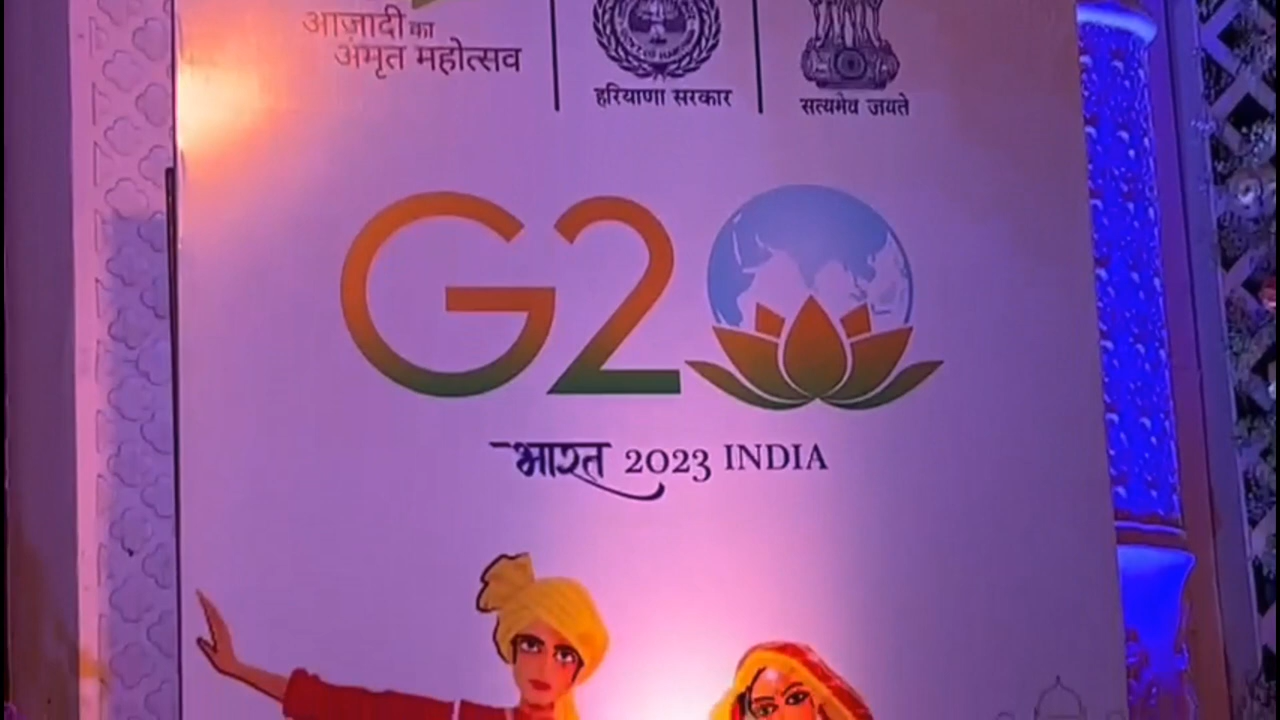 आज़ादी का
अमृत महोत्सव
हरियाणा सरकार
सत्यमेव जयते
G20
भारत 2023 INDIA